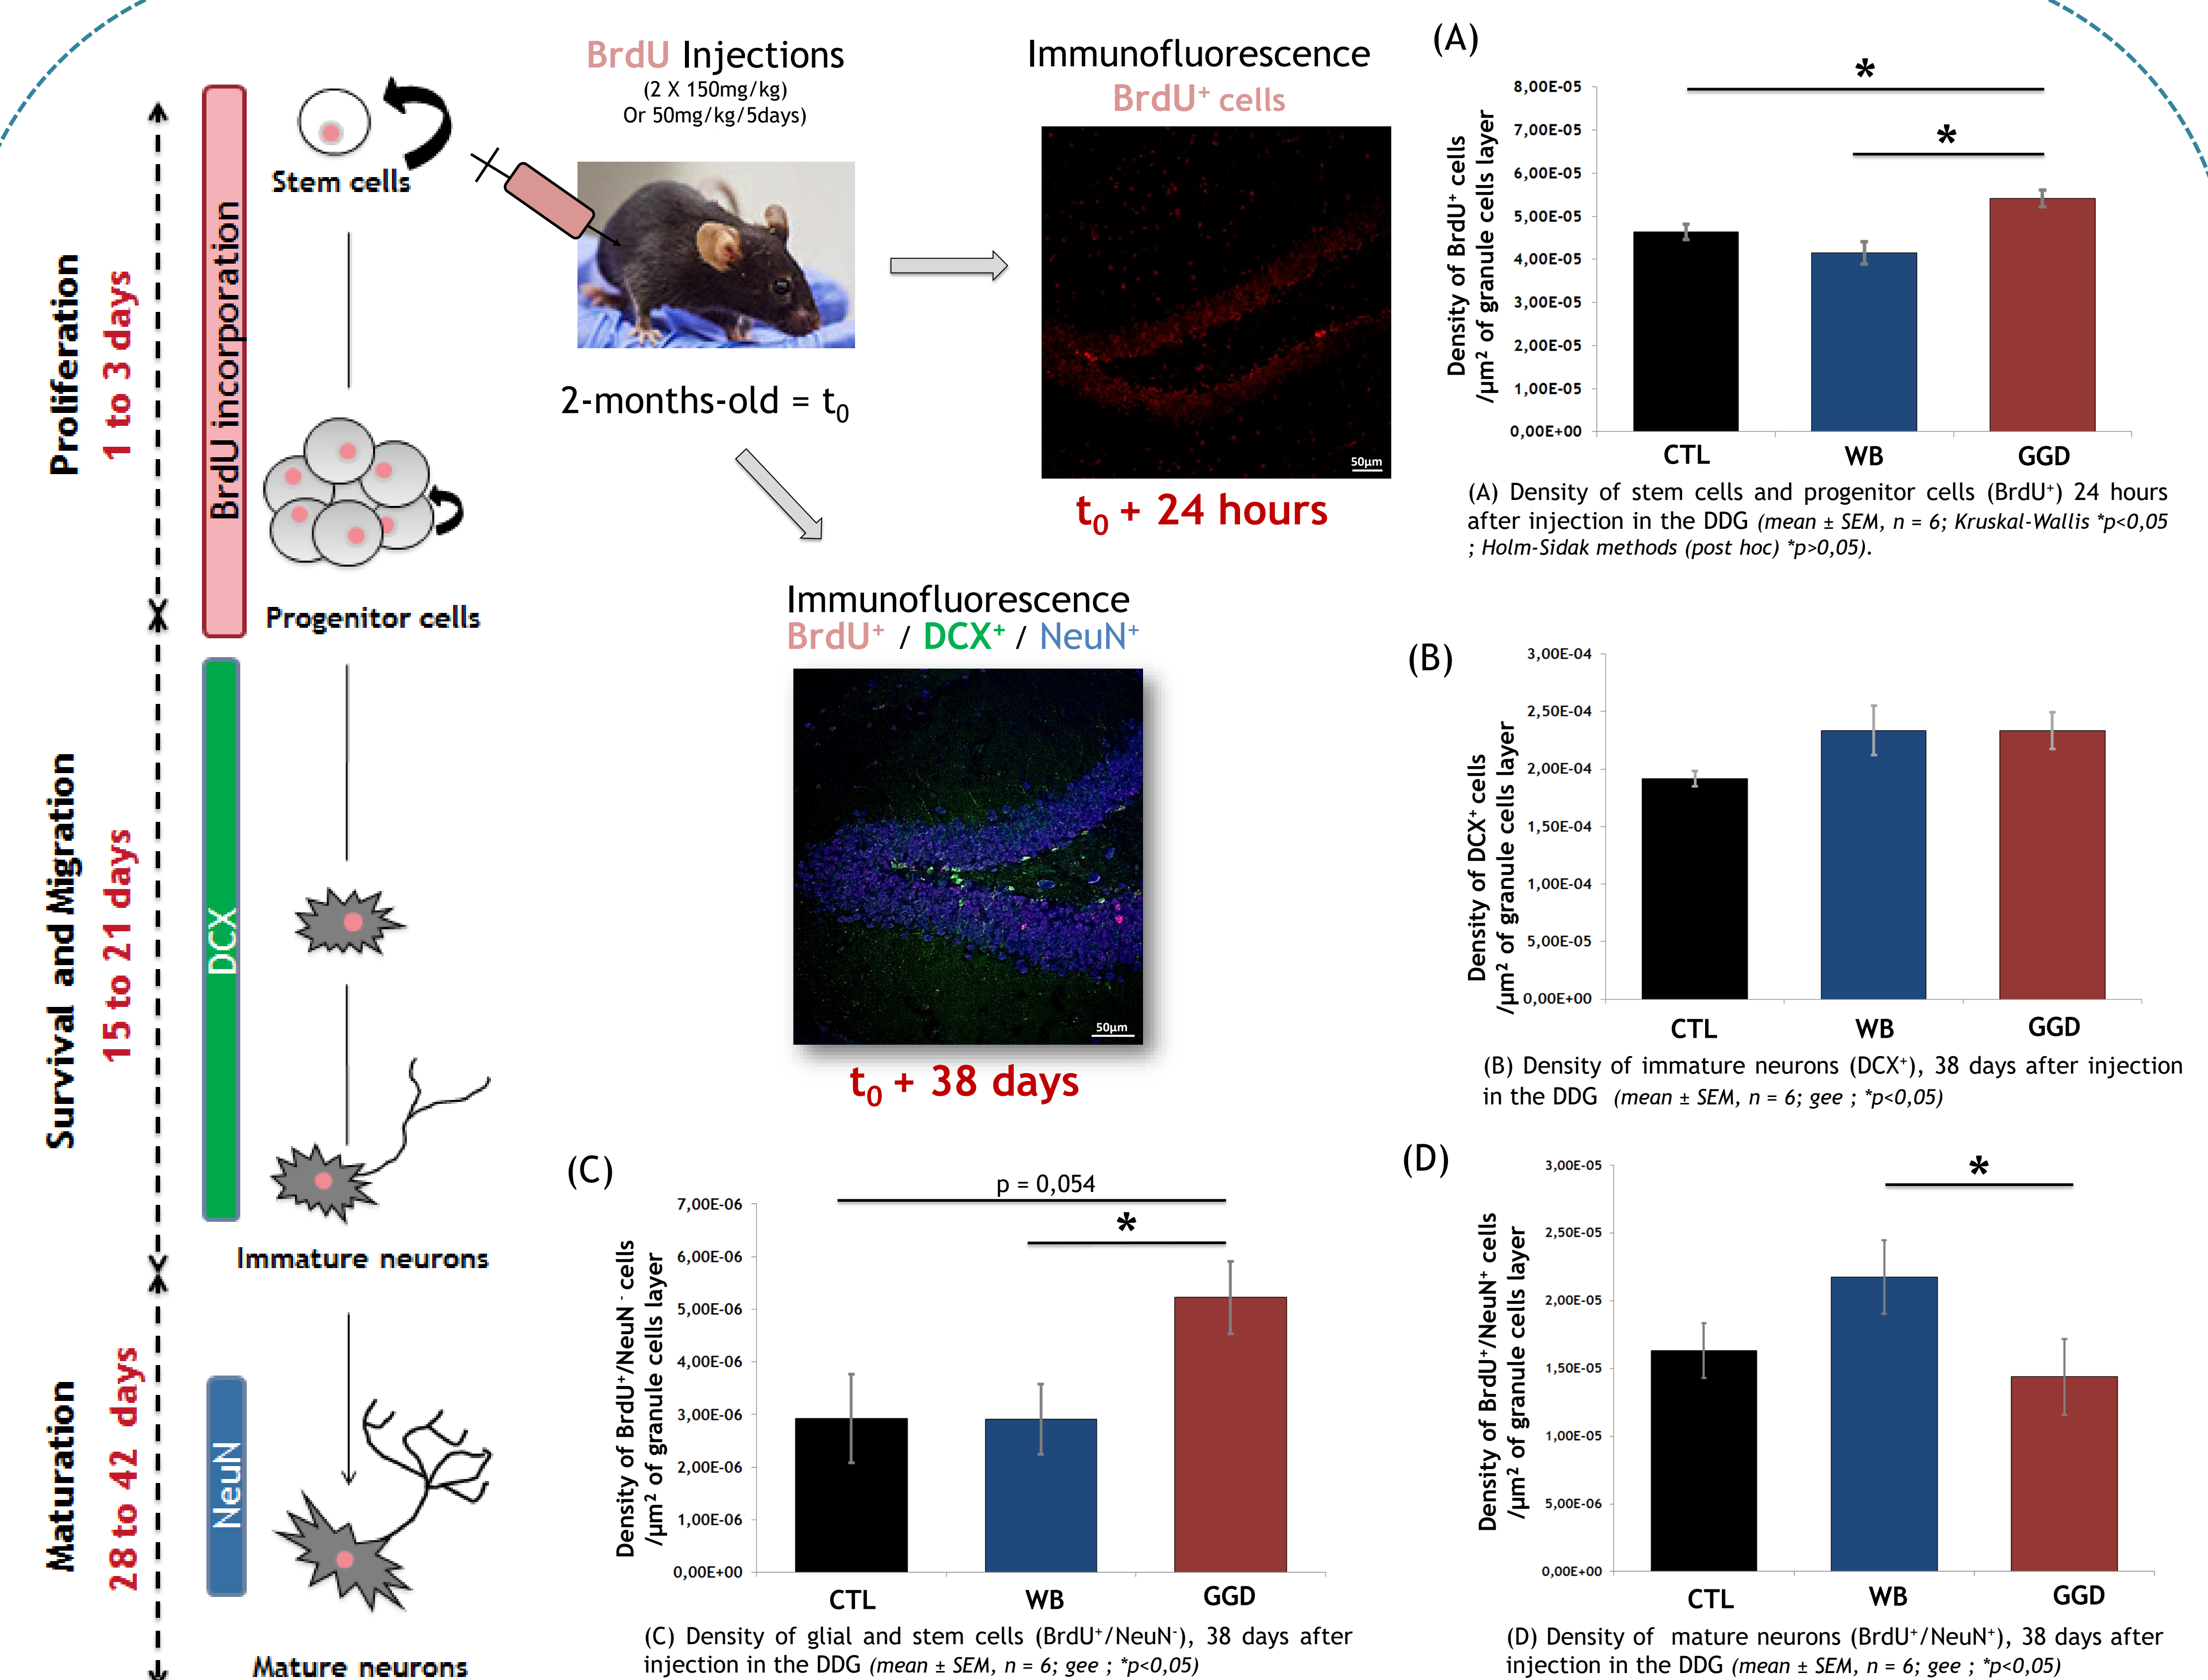 Proliferation
1 to 3 days
BrdU incorporation
Stem cells
Progenitor cells
Survival and Migration
15 to 21 days
DCX
Immature neurons
Maturation
28 to 42 days
NeuN
Mature neurons
BrdU Injections
(2 X 150mg/kg)
Or 50mg/kg/5days)
2-months-old = t0
Immunofluorescence
BrdU+ cells
50µm
t0 + 24 hours
Immunofluorescence
BrdU+ / DCX+ / NeuN+
50µm
t0 + 38 days
(A)
*
*
Density of BrdU+ cells
/µm² of granule cells layer
8,00E-05
7,00E-05
6,00E-05
5,00E-05
4,00E-05
3,00E-05
2,00E-05
1,00E-05
0,00E+00
CTL WB GGD
(A) Density of stem cells and progenitor cells (BrdU+) 24 hours
after injection in the DDG (mean ± SEM, n = 6; Kruskal-Wallis *p<0,05
; Holm-Sidak methods (post hoc) *p>0,05).
(B)
Density of DCX+ cells
/µm² of granule cells layer
3,00E-04
2,50E-04
2,00E-04
1,50E-04
1,00E-04
5,00E-05
0,00E+00
CTL WB GGD
(B) Density of immature neurons (DCX+), 38 days after injection
in the DDG (mean ± SEM, n = 6; gee ; *p<0,05)
(C)
p = 0,054
*
Density of BrdU+/NeuN- cells
/µm² of granule cells layer
7,00E-06
6,00E-06
5,00E-06
4,00E-06
3,00E-06
2,00E-06
1,00E-06
0,00E+00
CTL WB GGD
(C) Density of glial and stem cells (BrdU+/NeuN-), 38 days after
injection in the DDG (mean ± SEM, n = 6; gee ; *p<0,05)
(D)
*
Density of BrdU+/NeuN+ cells
/µm² of granule cells layer
3,00E-05
2,50E-05
2,00E-05
1,50E-05
1,00E-05
5,00E-06
0,00E+00
CTL WB GGD
(D) Density of mature neurons (BrdU+/NeuN+), 38 days after
injection in the DDG (mean ± SEM, n = 6; gee ; *p<0,05)